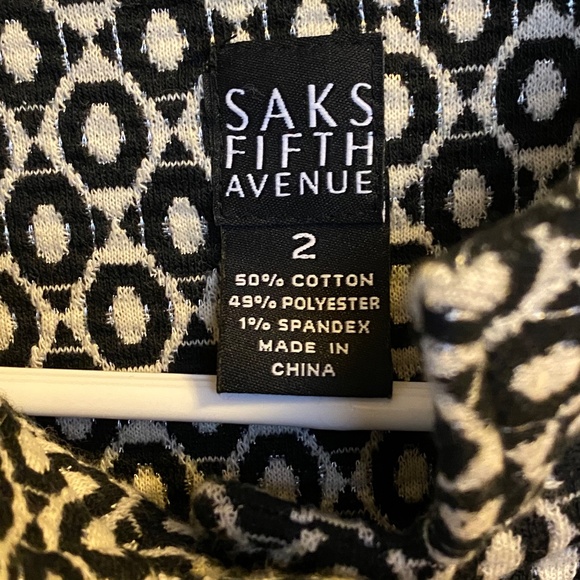 SAKS
FIFTH
AVENUE
2
50% COTTON
49% POLYESTER
1% SPANDEX
MADE IN
CHINA